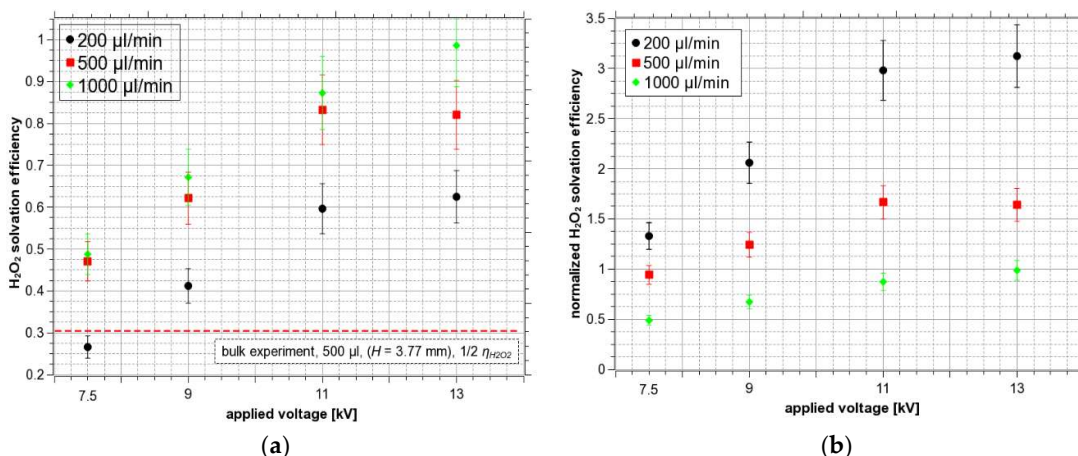 1
0.9
0.8
0.7
0.6
0.5
0.4
0.3
0.2
H₂O₂ solvation efficiency
200 µl/min
500 µl/min
1000 µl/min
bulk experiment, 500 µl, (H = 3.77 mm), 1/2 ηH2O2
7.5 9 11 13
applied voltage [kV]
(a)
3.5
3
2.5
2
1.5
1
0.5
0
normalized H₂O₂ solvation efficiency
200 µl/min
500 µl/min
1000 µl/min
7.5 9 11 13
applied voltage [kV]
(b)